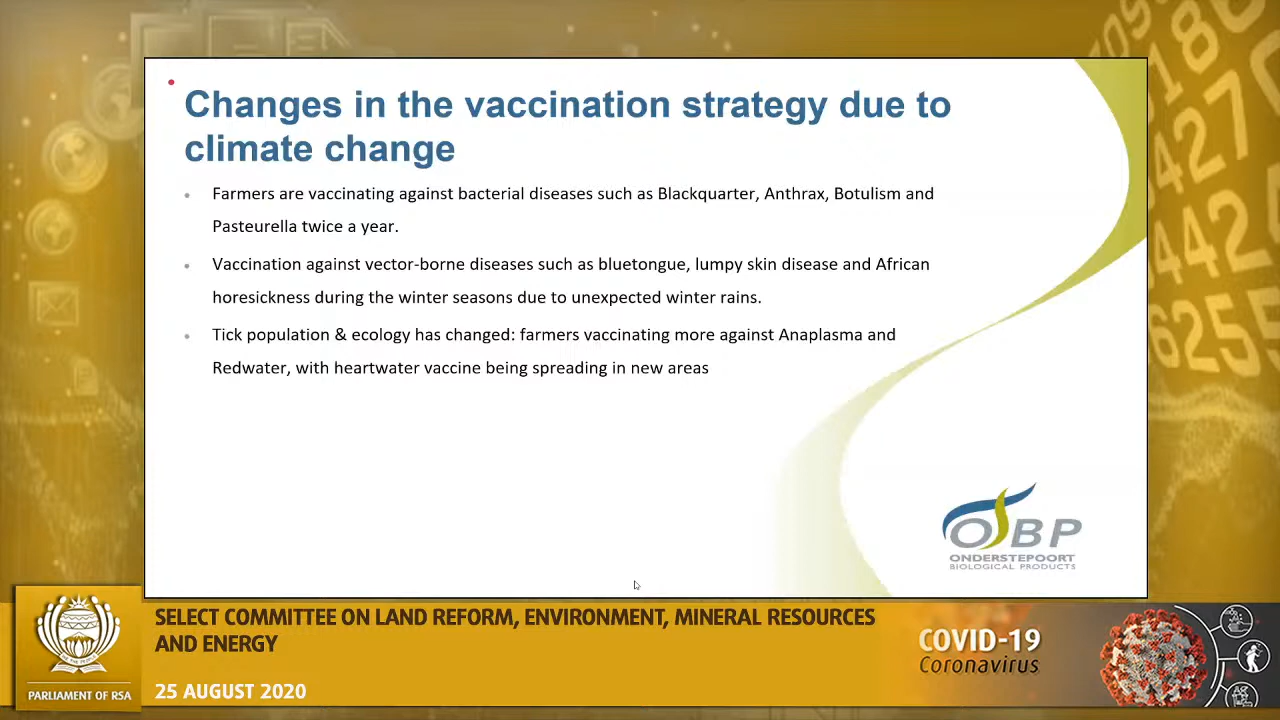 Changes in the vaccination strategy due to
climate change
Farmers are vaccinating against bacterial diseases such as Blackquarter, Anthrax, Botulism and
Pasteurella twice a year.
Vaccination against vector-borne diseases such as bluetongue, lumpy skin disease and African
horesickness during the winter seasons due to unexpected winter rains.
Tick population & ecology has changed: farmers vaccinating more against Anaplasma and
Redwater, with heartwater vaccine being spreading in new areas
OBP
ONDERSTEPOORT
BIOLOGICAL PRODUCTS
SELECT COMMITTEE ON LAND REFORM, ENVIRONMENT, MINERAL RESOURCES
AND ENERGY
25 AUGUST 2020
PARLIAMENT OF RSA
COVID-19
Coronavirus